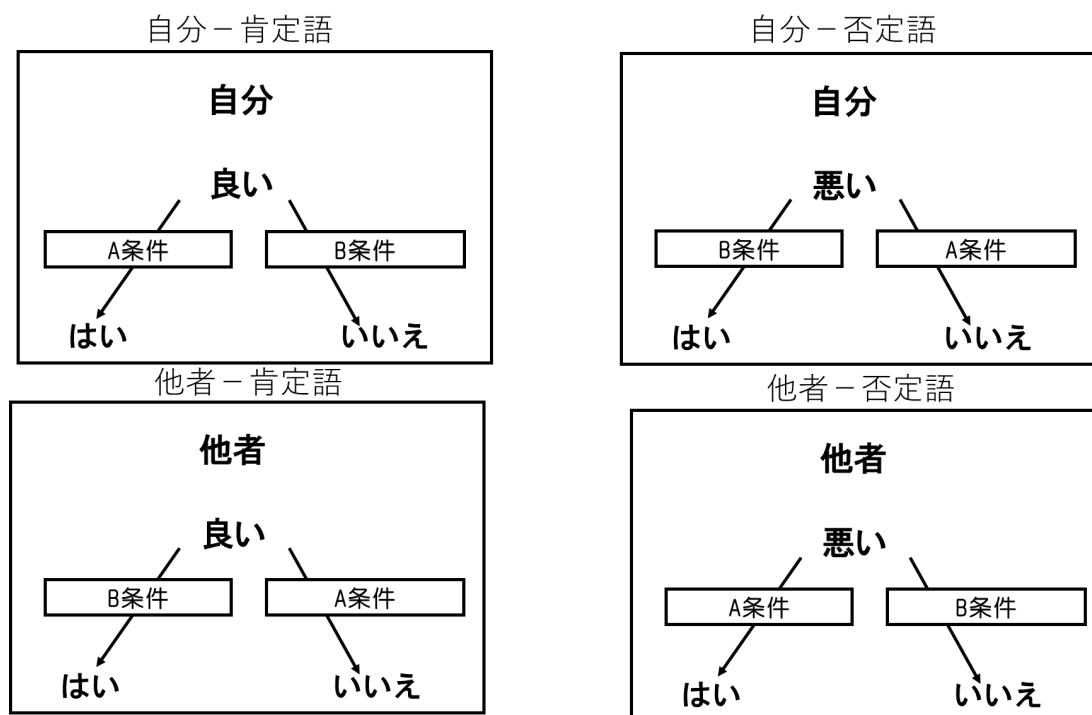 自分－肯定語
自分
良い
A条件
B条件
はい
いいえ
自分－否定語
自分
悪い
B条件
A条件
はい
いいえ
他者－肯定語
他者
良い
B条件
A条件
はい
いいえ
他者－否定語
他者
悪い
A条件
B条件
はい
いいえ